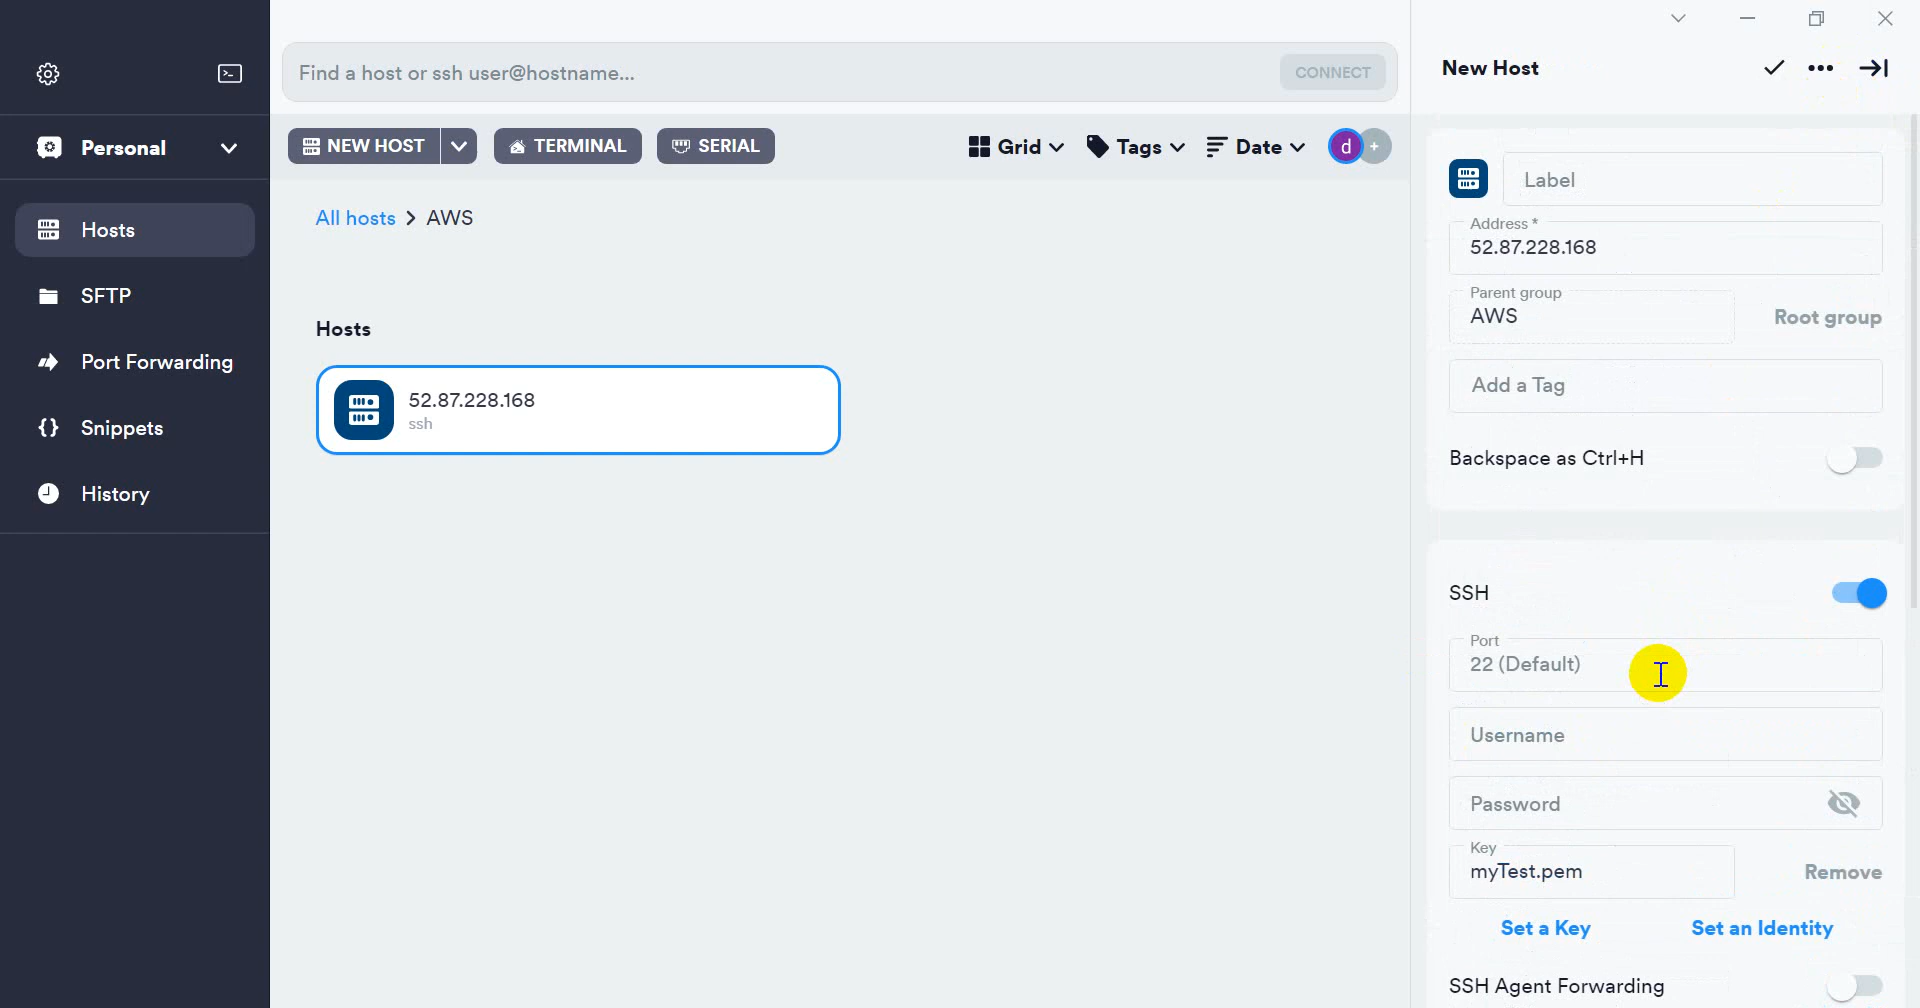 Find a host or ssh user@hostname...
CONNECT
New Host
Personal
NEW HOST
TERMINAL
SERIAL
Grid
Tags
Date
d
+
Hosts
SFTP
Port Forwarding
Snippets
History
All hosts > AWS
Hosts
52.87.228.168
ssh
Label
Address *
52.87.228.168
Parent group
AWS
Root group
Add a Tag
Backspace as Ctrl+H
SSH
Port
22 (Default)
Username
Password
Key
myTest.pem
Remove
Set a Key
Set an Identity
SSH Agent Forwarding